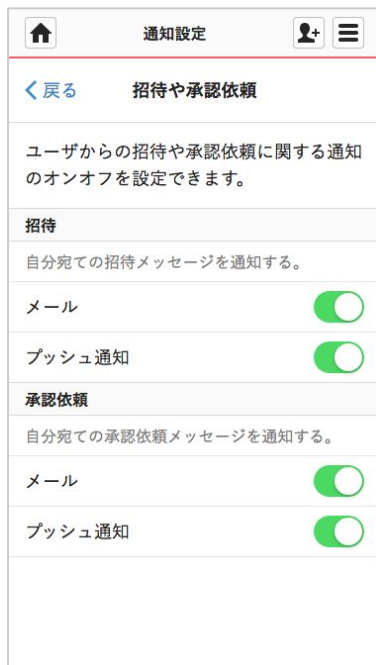 通知設定
戻る
招待や承認依頼
ユーザからの招待や承認依頼に関する通知
のオンオフを設定できます。
招待
自分宛ての招待メッセージを通知する。
メール
プッシュ通知
承認依頼
自分宛ての承認依頼メッセージを通知する。
メール
プッシュ通知